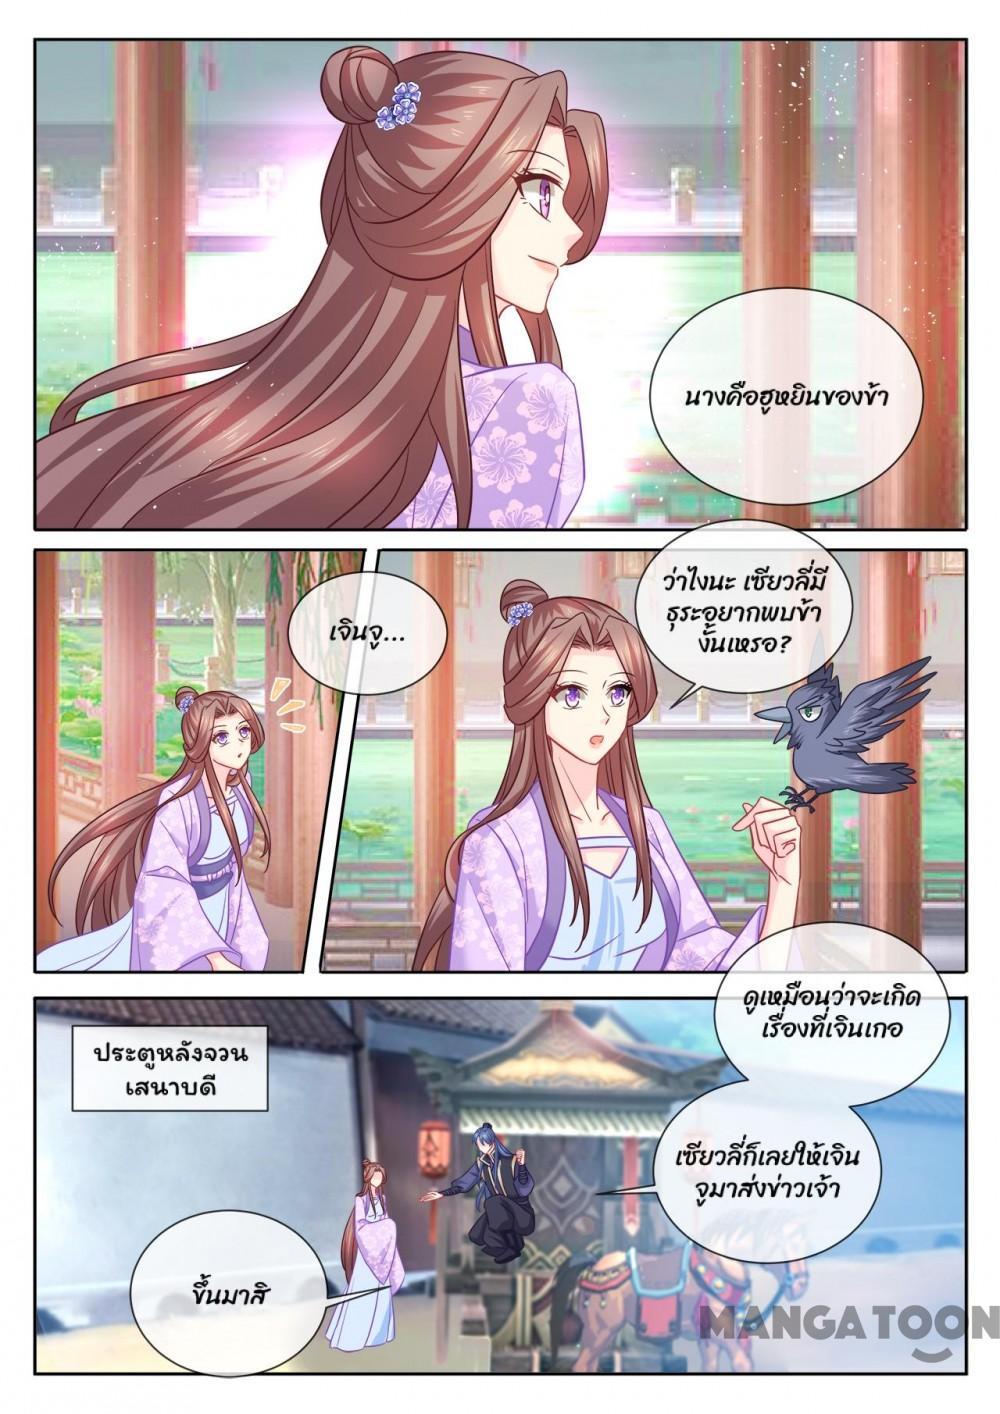 นางคือฮูหยินของข้า
เจินจู...
ว่าไงนะ เซียวลี่มี
ธุระอยากพบข้า
งั้นเหรอ?
ประตูหลังจวน
เสนาบดี
ดูเหมือนว่าจะเกิด
เรื่องที่เจินเกอ
เซียวลี่ก็เลยให้เจิน
จูมาส่งข่าวเจ้า
ขึ้นมาสิ
MANGATOON